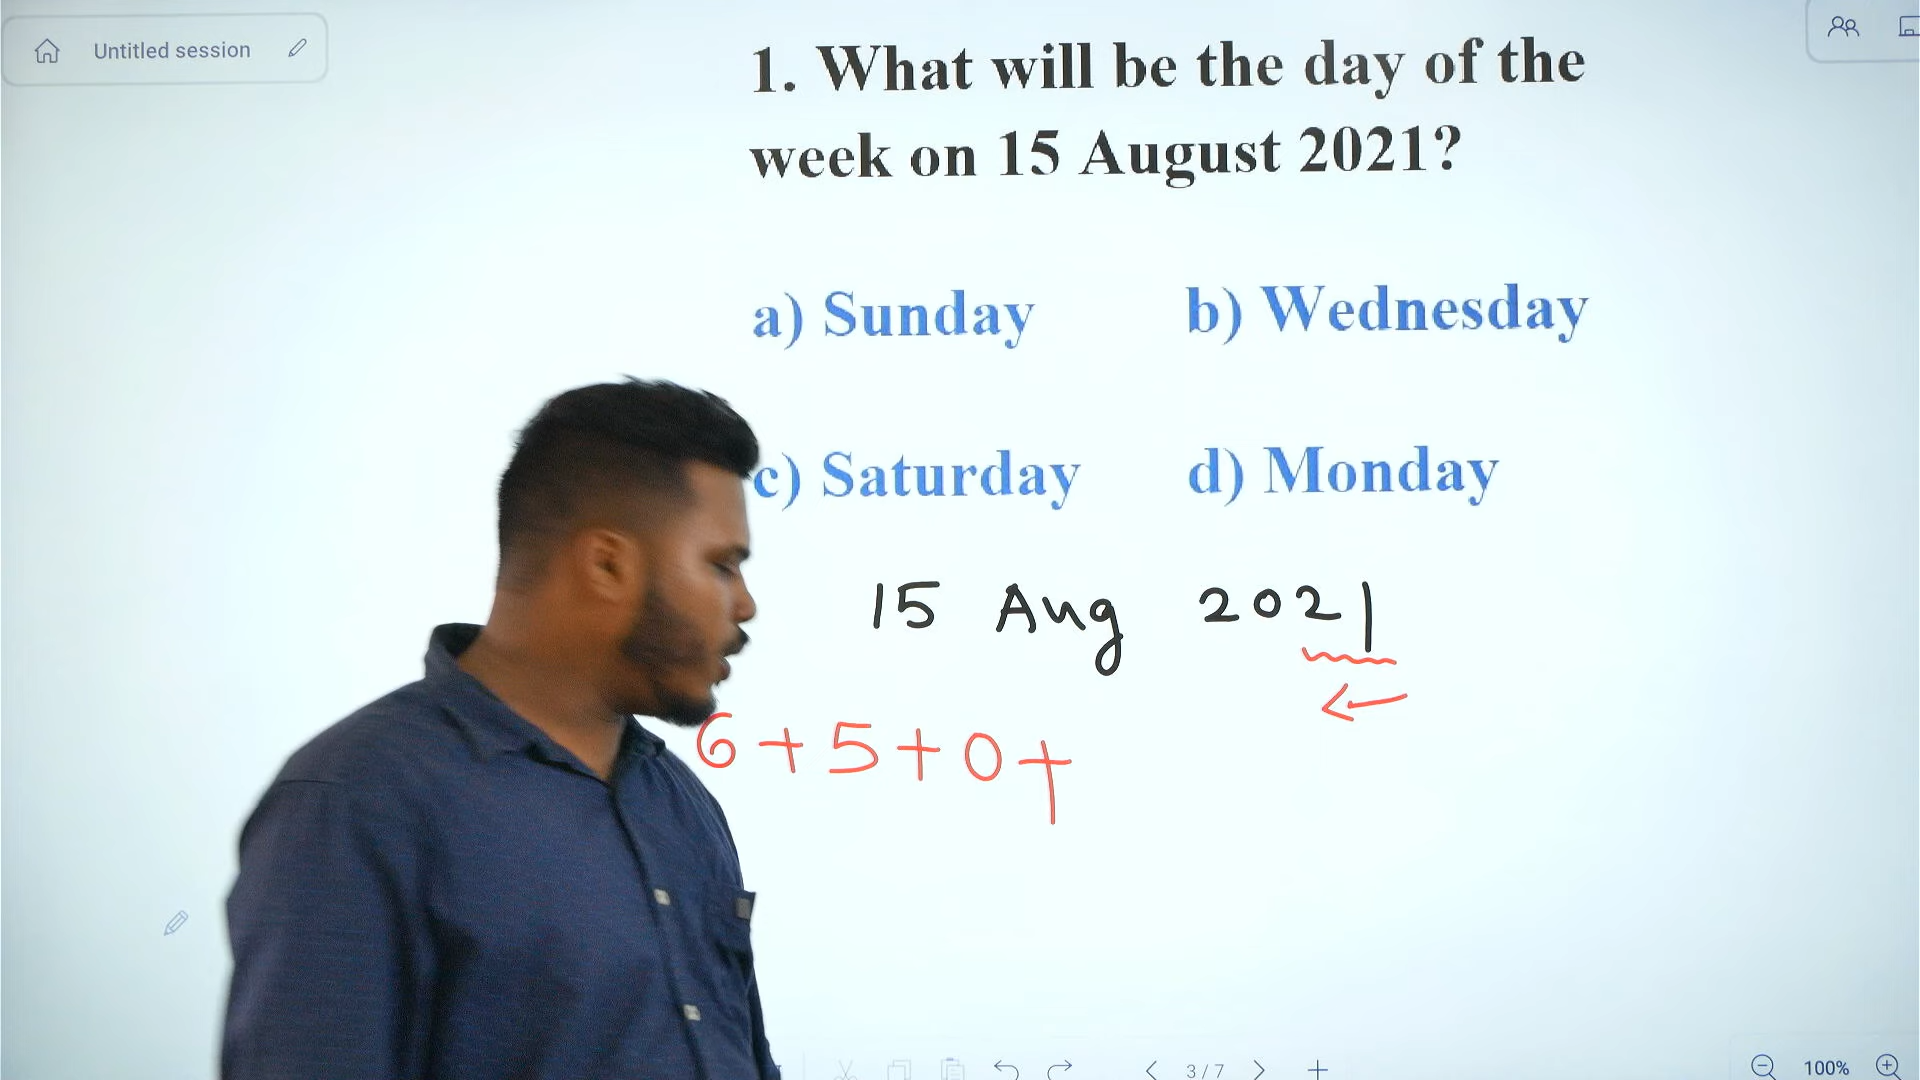 Untitled session
1. What will be the day of the
week on 15 August 2021?
a) Sunday b) Wednesday
c) Saturday d) Monday
15 Aug 2021
6+5+0+
3/7
100%